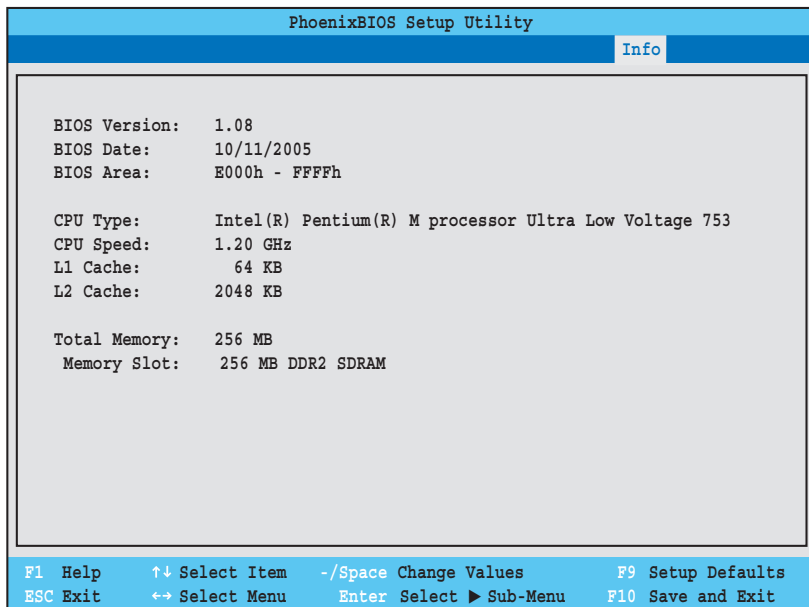 PhoenixBIOS Setup Utility
Info
BIOS Version: 1.08
BIOS Date: 10/11/2005
BIOS Area: E000h - FFFFh
CPU Type: Intel(R) Pentium(R) M processor Ultra Low Voltage 753
CPU Speed: 1.20 GHz
L1 Cache: 64 KB
L2 Cache: 2048 KB
Total Memory: 256 MB
Memory Slot: 256 MB DDR2 SDRAM
F1 Help ↑↓ Select Item -/Space Change Values F9 Setup Defaults
ESC Exit ←→ Select Menu Enter Select ▶ Sub-Menu F10 Save and Exit